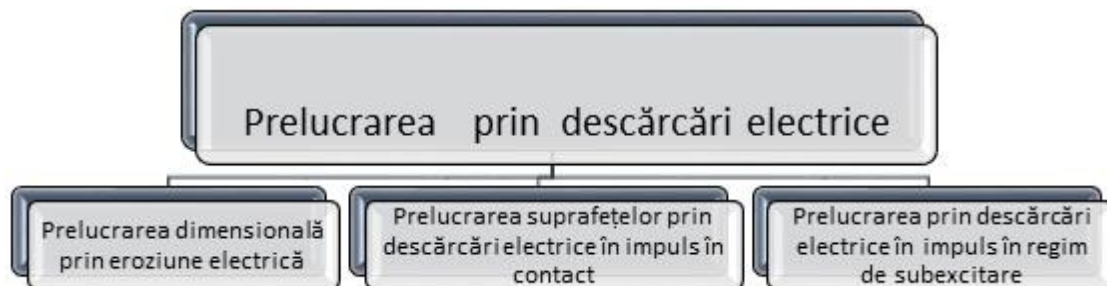 Prelucrarea prin descărcări electrice
Prelucrarea dimensională
prin eroziune electrică
Prelucrarea suprafețelor prin
descărcări electrice în impuls în
contact
Prelucrarea prin descărcări
electrice în impuls în regim
de subexcitare